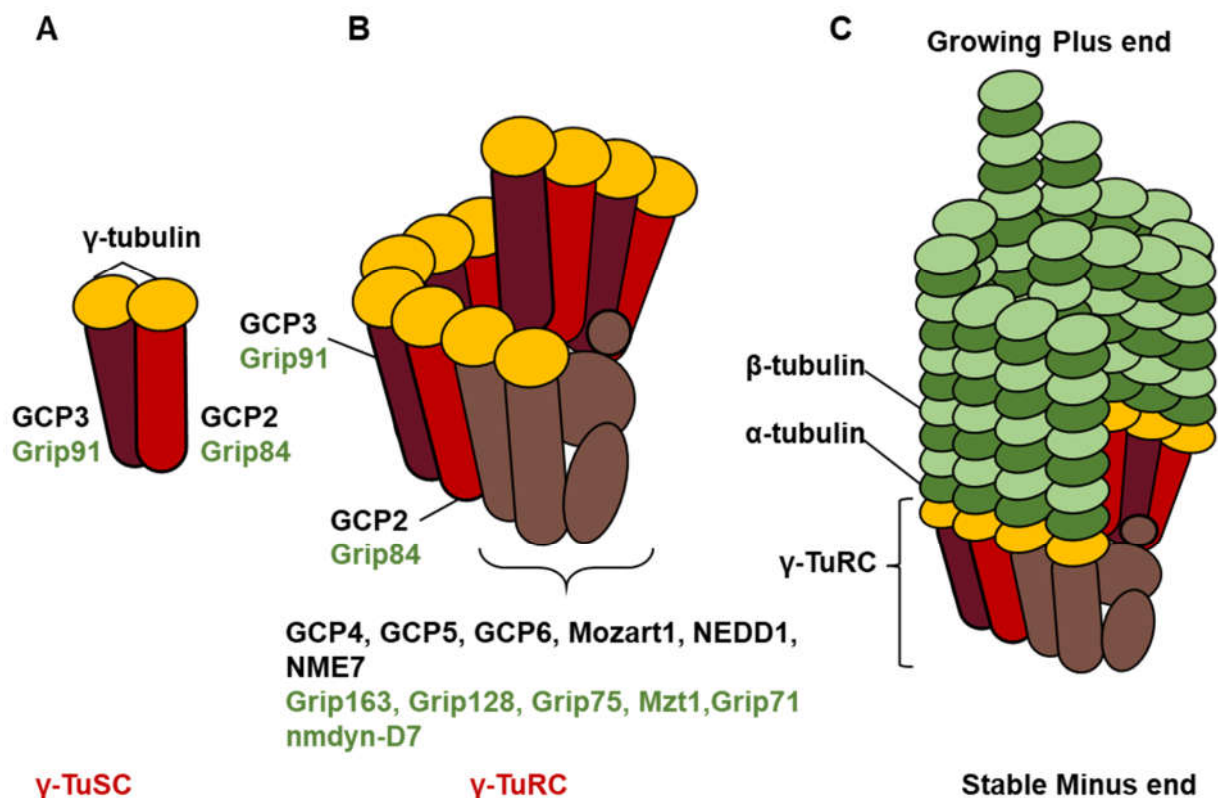 A
γ-tubulin
GCP3
Grip91
GCP2
Grip84
γ-TuSC
B
GCP3
Grip91
GCP2
Grip84
GCP4, GCP5, GCP6, Mozart1, NEDD1,
NME7
Grip163, Grip128, Grip75, Mzt1,Grip71
nmdyn-D7
γ-TuRC
C
Growing Plus end
β-tubulin
α-tubulin
γ-TuRC
Stable Minus end